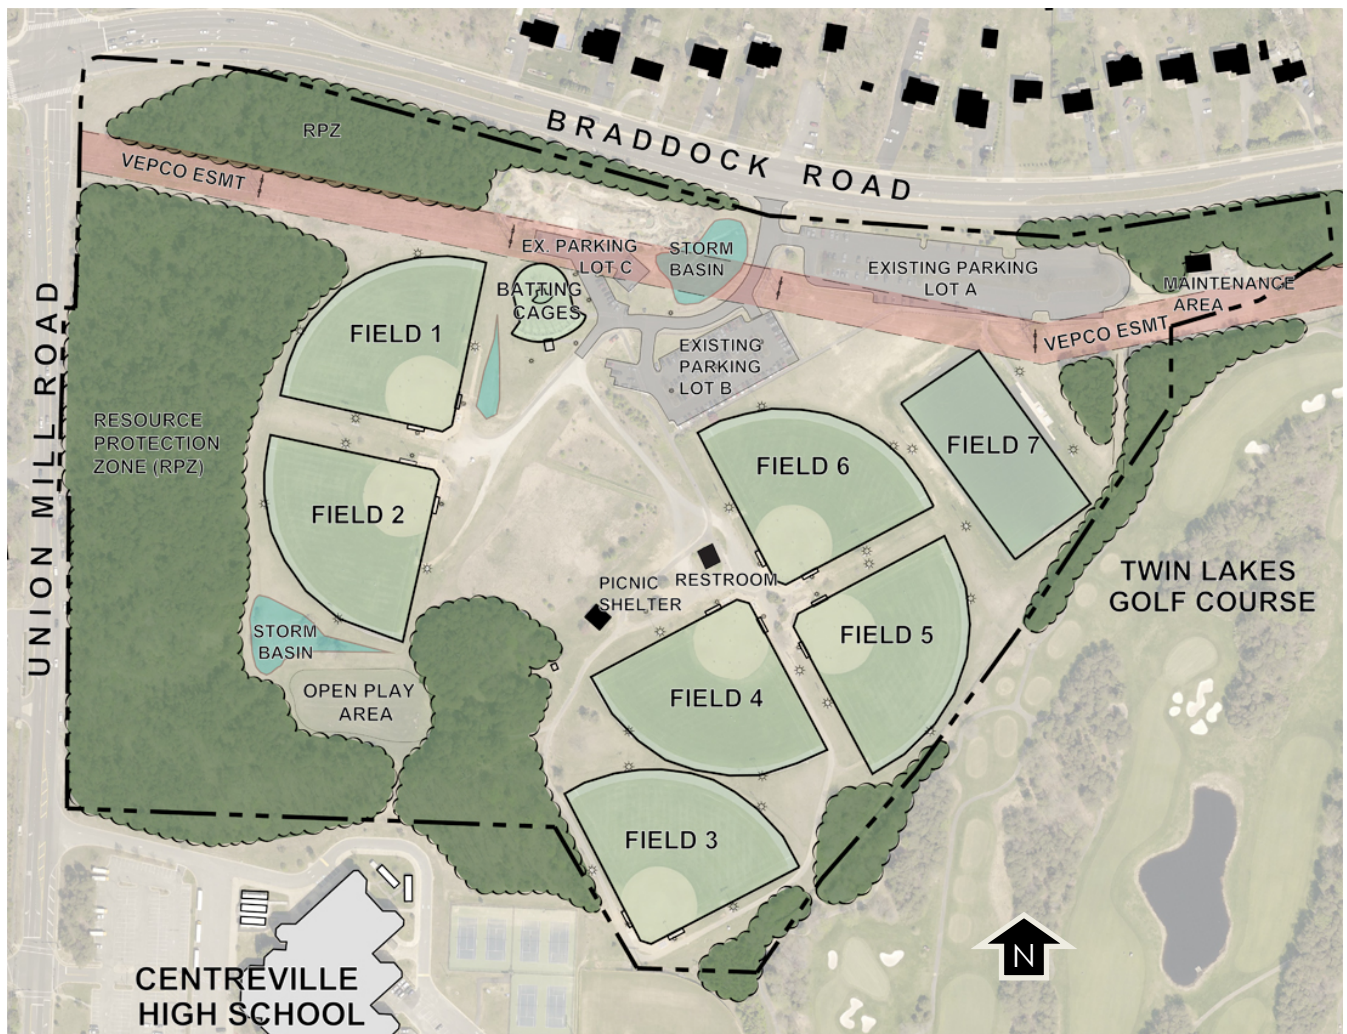 BRADDOCK ROAD
RPZ
VEPCO ESMT
EX. PARKING
LOT C
STORM
BASIN
EXISTING PARKING
LOT A
MAINTENANCE
AREA
VEPCO ESMT
BATTING
CAGES
FIELD 1
EXISTING
PARKING
LOT B
UNION MILL ROAD
RESOURCE
PROTECTION
ZONE (RPZ)
FIELD 2
FIELD 6
FIELD 7
PICNIC
SHELTER
RESTROOM
TWIN LAKES
GOLF COURSE
STORM
BASIN
FIELD 5
OPEN PLAY
AREA
FIELD 4
FIELD 3
N
CENTREVILLE
HIGH SCHOOL